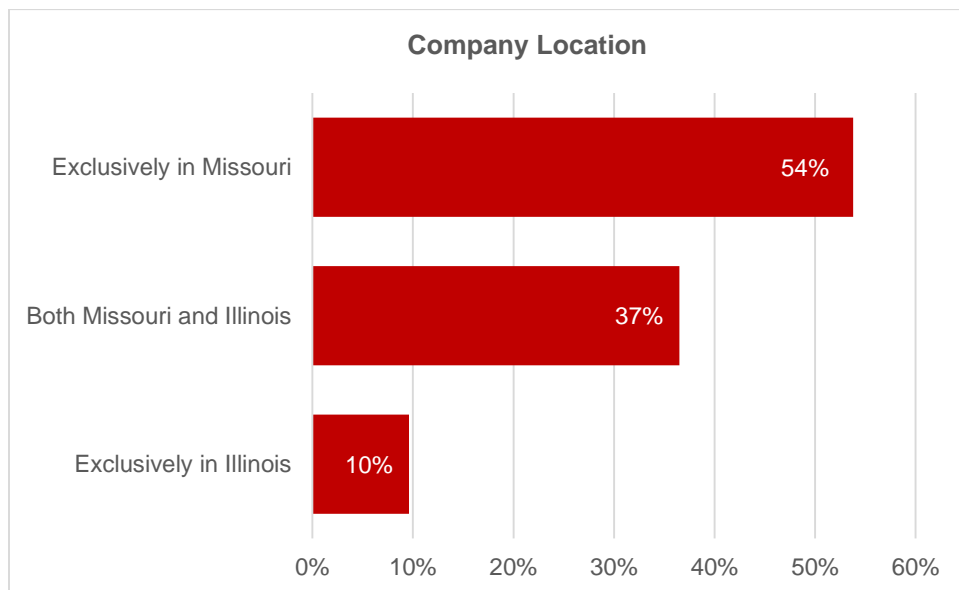 Company Location
Exclusively in Missouri
54%
Both Missouri and Illinois
37%
Exclusively in Illinois
10%
0% 10% 20% 30% 40% 50% 60%